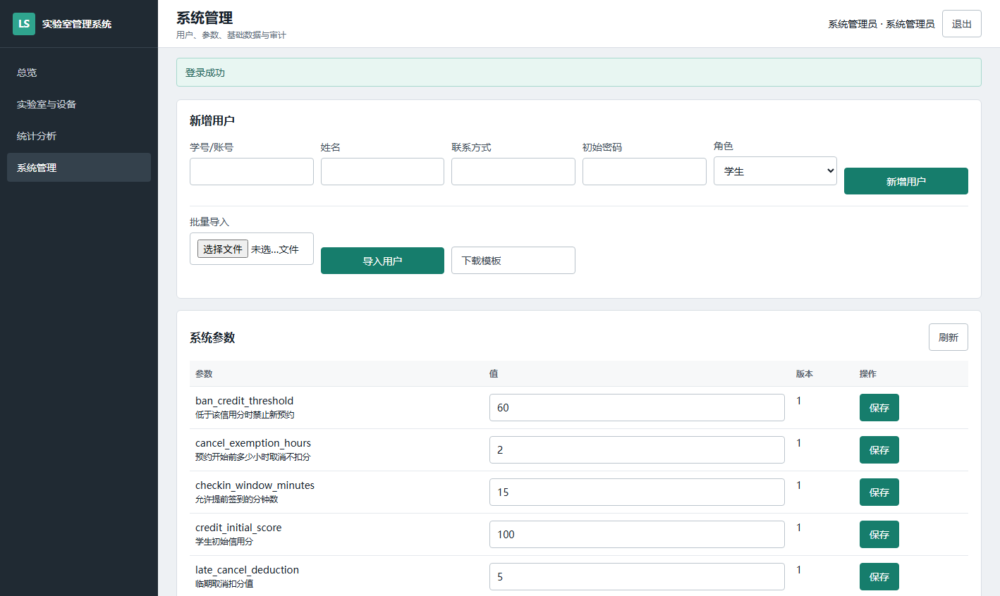 LS 实验室管理系统
总览
实验室与设备
统计分析
系统管理
系统管理
用户、参数、基础数据与审计
系统管理员 · 系统管理员 退出
登录成功
新增用户
学号/账号 姓名 联系方式 初始密码 角色
学生 新增用户
批量导入
选择文件 未选...文件 导入用户 下载模板
系统参数 刷新
参数 值 版本 操作
ban_credit_threshold 60 1 保存
低于该信用分时禁止新预约
cancel_exemption_hours 2 1 保存
预约开始前多少小时取消不扣分
checkin_window_minutes 15 1 保存
允许提前签到的分钟数
credit_initial_score 100 1 保存
学生初始信用分
late_cancel_deduction 5 1 保存
临期取消扣分值